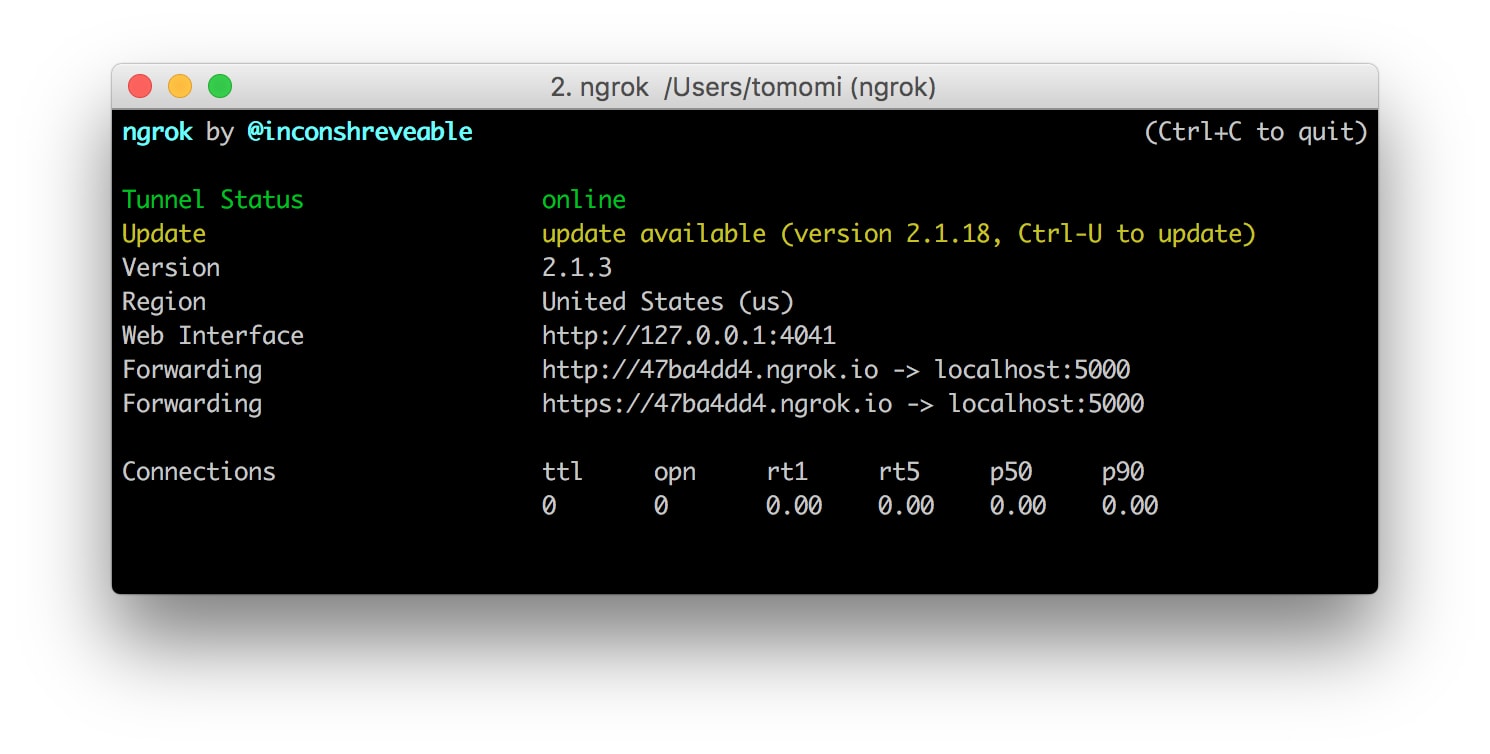 2. ngrok /Users/tomomi (ngrok)
ngrok by @inconshreveable (Ctrl+C to quit)
Tunnel Status online
Update update available (version 2.1.18, Ctrl-U to update)
Version 2.1.3
Region United States (us)
Web Interface http://127.0.0.1:4041
Forwarding http://47ba4dd4.ngrok.io -> localhost:5000
Forwarding https://47ba4dd4.ngrok.io -> localhost:5000
Connections ttl opn rt1 rt5 p50 p90
0 0 0.00 0.00 0.00 0.00